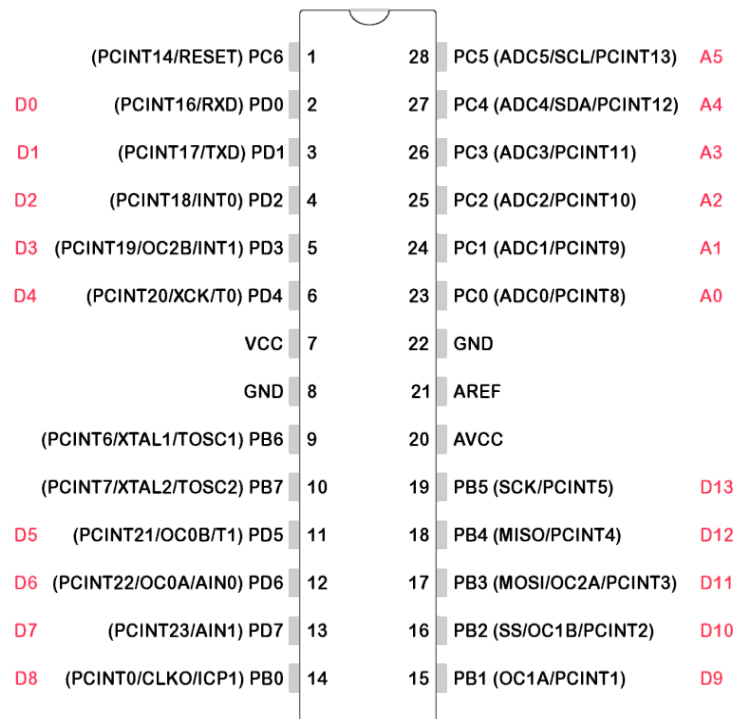 (PCINT14/RESET) PC6 1 28 PC5 (ADC5/SCL/PCINT13) A5
D0 (PCINT16/RXD) PD0 2 27 PC4 (ADC4/SDA/PCINT12) A4
D1 (PCINT17/TXD) PD1 3 26 PC3 (ADC3/PCINT11) A3
D2 (PCINT18/INT0) PD2 4 25 PC2 (ADC2/PCINT10) A2
D3 (PCINT19/OC2B/INT1) PD3 5 24 PC1 (ADC1/PCINT9) A1
D4 (PCINT20/XCK/T0) PD4 6 23 PC0 (ADC0/PCINT8) A0
VCC 7 22 GND
GND 8 21 AREF
(PCINT6/XTAL1/TOSC1) PB6 9 20 AVCC
(PCINT7/XTAL2/TOSC2) PB7 10 19 PB5 (SCK/PCINT5) D13
D5 (PCINT21/OC0B/T1) PD5 11 18 PB4 (MISO/PCINT4) D12
D6 (PCINT22/OC0A/AIN0) PD6 12 17 PB3 (MOSI/OC2A/PCINT3) D11
D7 (PCINT23/AIN1) PD7 13 16 PB2 (SS/OC1B/PCINT2) D10
D8 (PCINT0/CLKO/ICP1) PB0 14 15 PB1 (OC1A/PCINT1) D9